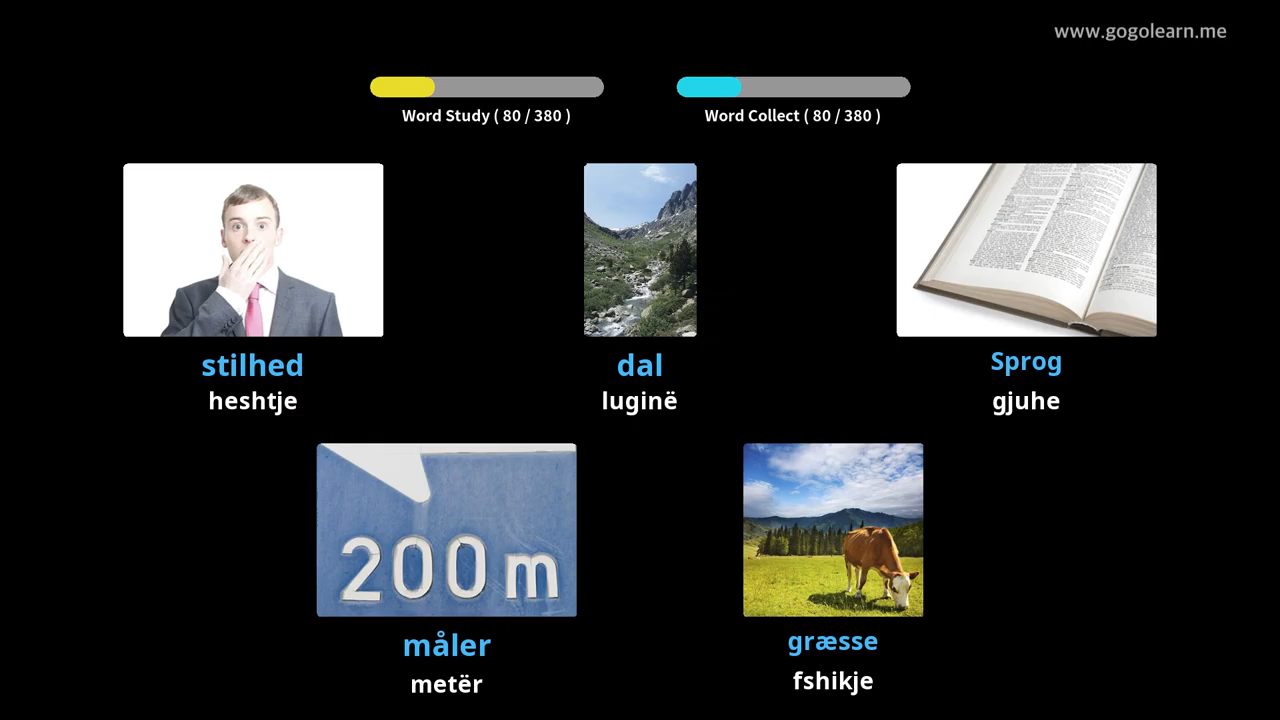 www.gogolearn.me
Word Study ( 80 / 380 )
Word Collect ( 80 / 380 )
stilhed
heshtje
dal
luginë
Sprog
gjuhe
200 m
måler
metër
græsse
fshikje